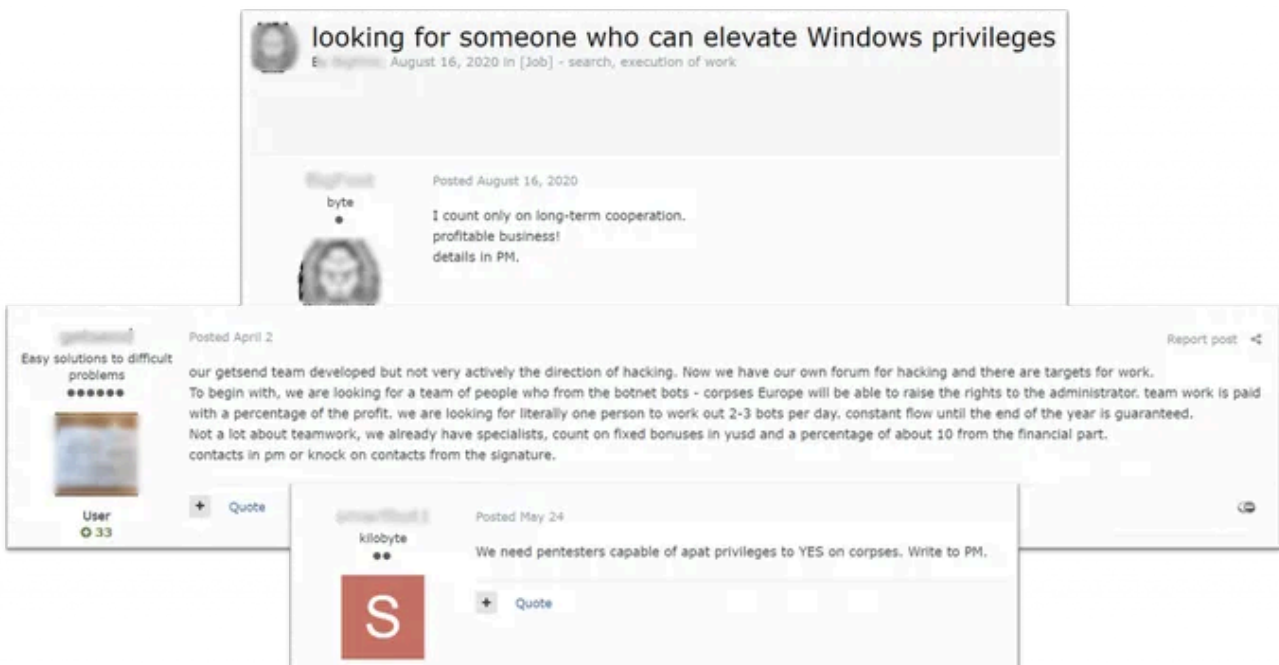 looking for someone who can elevate Windows privileges
August 16, 2020 in [Job] - search, execution of work
Posted August 16, 2020
byte
I count only on long-term cooperation.
profitable business!
details in PM.
Posted April 2
Report post
Easy solutions to difficult
problems
our getsend team developed but not very actively the direction of hacking. Now we have our own forum for hacking and there are targets for work.
To begin with, we are looking for a team of people who from the botnet bots - corpses Europe will be able to raise the rights to the administrator. team work is paid
with a percentage of the profit. we are looking for literally one person to work out 2-3 bots per day. constant flow until the end of the year is guaranteed.
Not a lot about teamwork, we already have specialists, count on fixed bonuses in yusd and a percentage of about 10 from the financial part.
contacts in pm or knock on contacts from the signature.
+ Quote
User
33
Posted May 24
kilobyte
We need pentesters capable of apat privileges to YES on corpses. Write to PM.
S
+ Quote